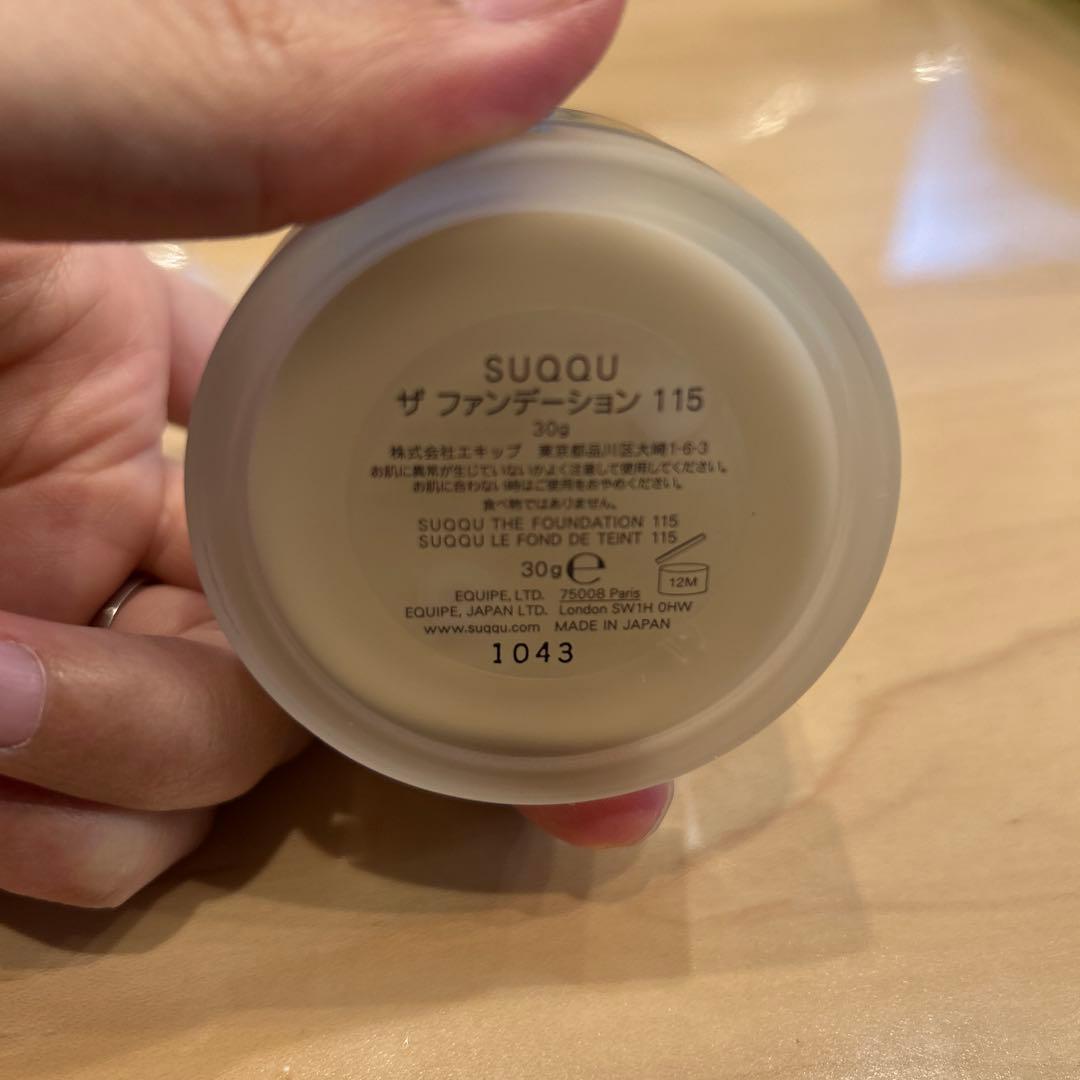 SUQQU
ザ ファンデーション 115
30g
株式会社エキップ 東京都品川区大崎1-6-3
お肌に異常が生じていないかよく注意して使用してください。
お肌に合わない時はご使用をおやめください。
食べ物ではありません。
SUQQU THE FOUNDATION 115
SUQQU LE FOND DE TEINT 115
30g ℮
12M
EQUIPE, LTD. 75008 Paris
EQUIPE, JAPAN LTD. London SW1H 0HW
www.suqqu.com MADE IN JAPAN
1043